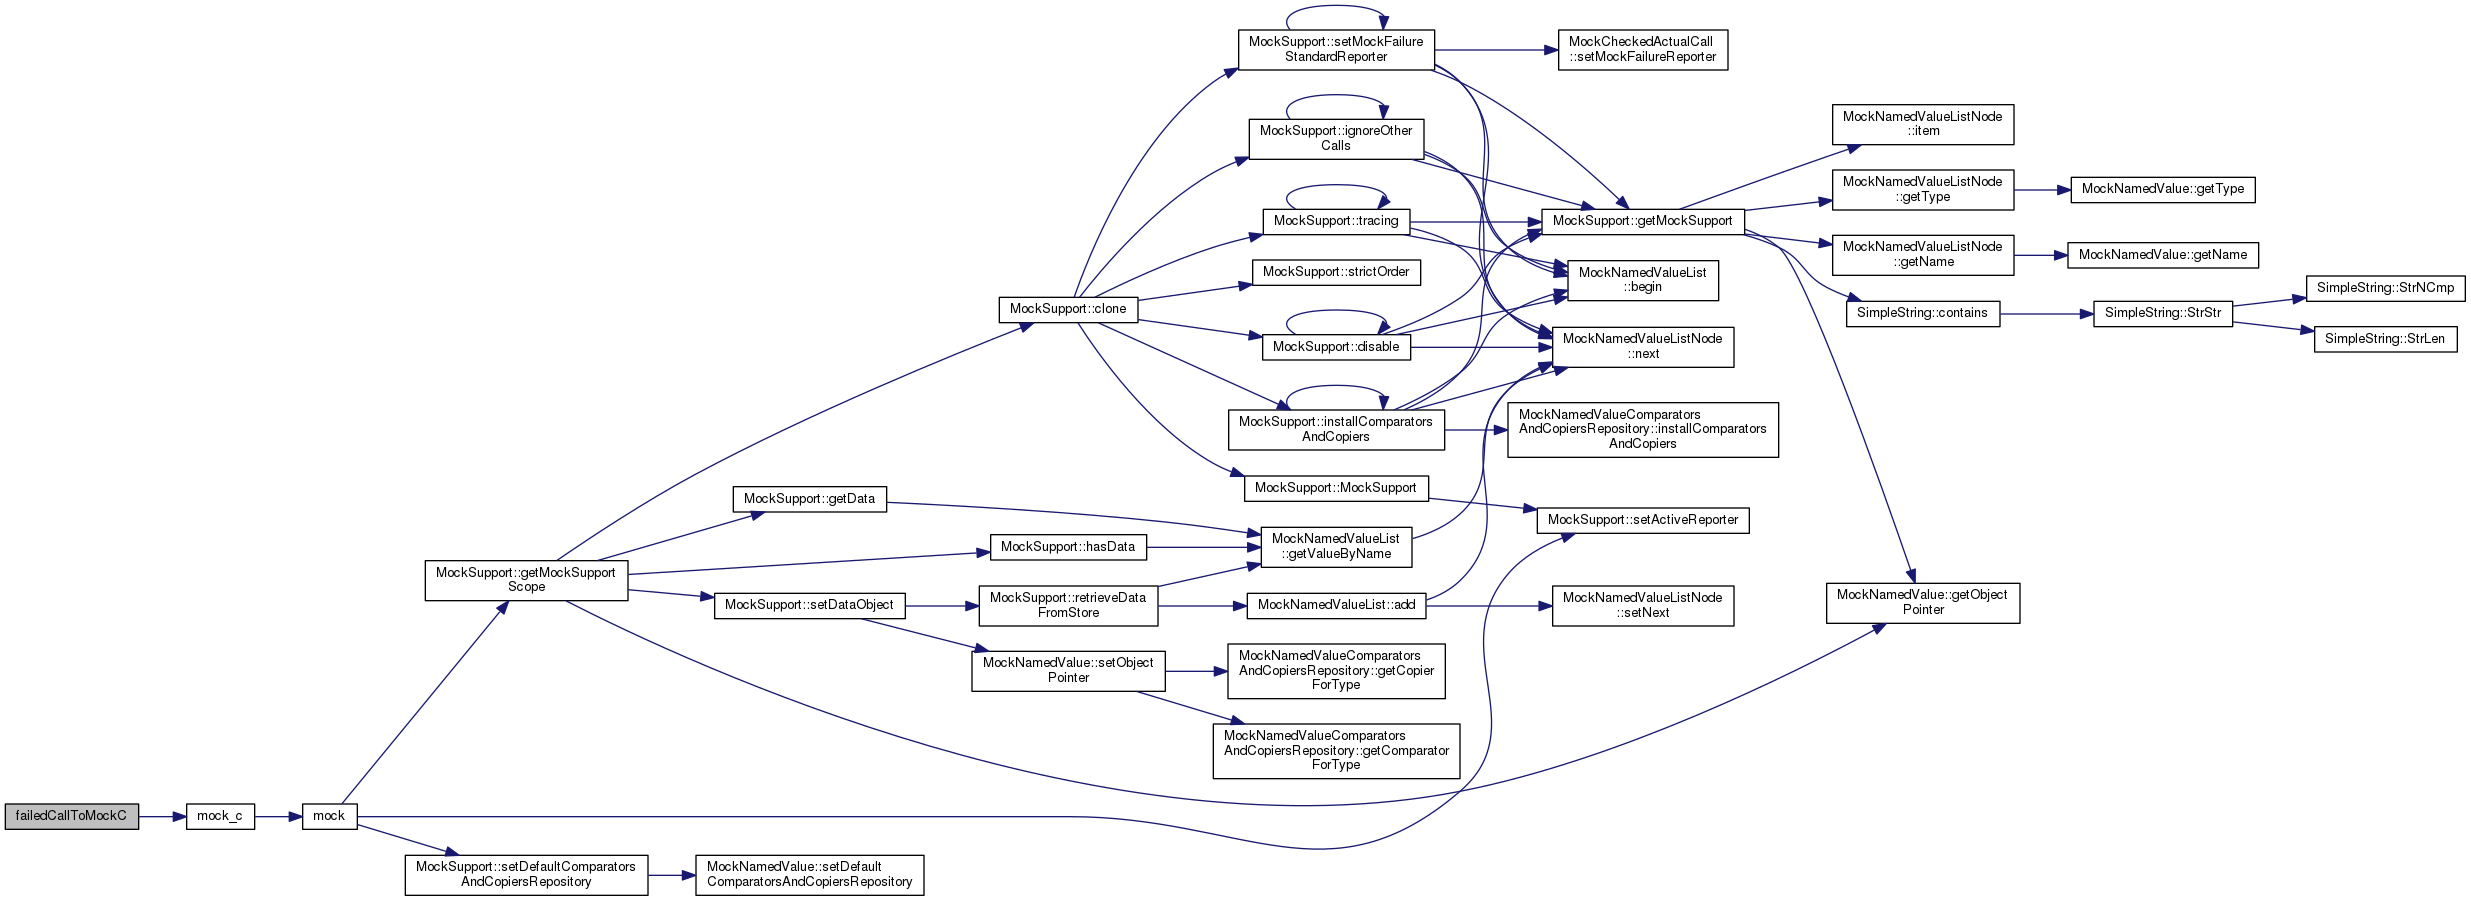 MockSupport::setMockFailure
StandardReporter
MockCheckedActualCall
::setMockFailureReporter
MockSupport::ignoreOther
Calls
MockNamedValueListNode
::item
MockSupport::tracing
MockSupport::getMockSupport
MockNamedValueListNode
::getType
MockNamedValue::getType
MockNamedValueListNode
::getName
MockNamedValue::getName
MockSupport::strictOrder
MockNamedValueList
::begin
MockSupport::clone
SimpleString::contains
SimpleString::StrStr
SimpleString::StrNCmp
SimpleString::StrLen
MockSupport::disable
MockNamedValueListNode
::next
MockSupport::installComparators
AndCopiers
MockNamedValueComparators
AndCopiersRepository::installComparators
AndCopiers
MockSupport::MockSupport
MockSupport::getData
MockSupport::setActiveReporter
MockSupport::hasData
MockNamedValueList
::getValueByName
MockSupport::getMockSupport
Scope
MockSupport::setDataObject
MockSupport::retrieveData
FromStore
MockNamedValueList::add
MockNamedValueListNode
::setNext
MockNamedValue::getObject
Pointer
MockNamedValue::setObject
Pointer
MockNamedValueComparators
AndCopiersRepository::getCopier
ForType
MockNamedValueComparators
AndCopiersRepository::getComparator
ForType
failedCallToMockC
mock_c
mock
MockSupport::setDefaultComparators
AndCopiersRepository
MockNamedValue::setDefault
ComparatorsAndCopiersRepository